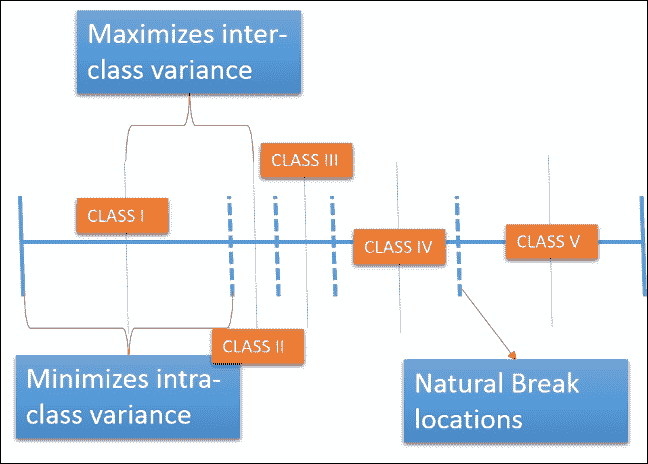 Maximizes inter-
class variance
CLASS III
CLASS I
CLASS IV
CLASS V
CLASS II
Minimizes intra-
class variance
Natural Break
locations